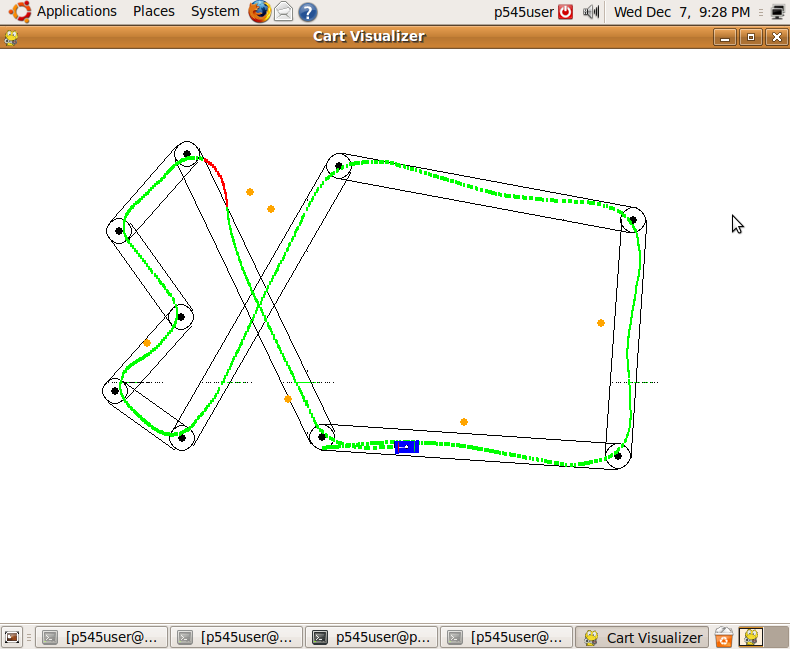 Applications Places System p545user Wed Dec 7, 9:28 PM
Cart Visualizer
[p545user@... [p545user@... p545user@p... [p545user@... Cart Visualizer